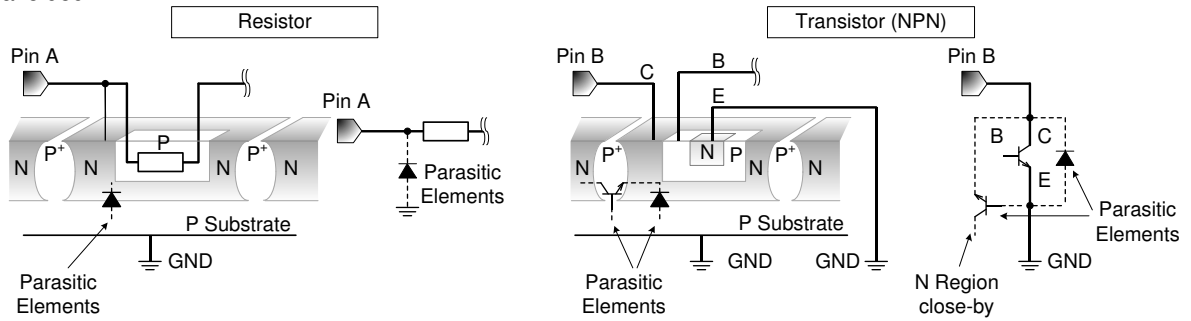 Resistor
Pin A
N
P+
N
P
P+
N
N
P Substrate
GND
Parasitic
Elements
Pin A
Parasitic
Elements
Transistor (NPN)
Pin B
C
B
E
N
P+
N
N
P
P+
N
N
P Substrate
GND
GND
Parasitic
Elements
Pin B
B
C
E
Parasitic
Elements
GND
N Region
close-by